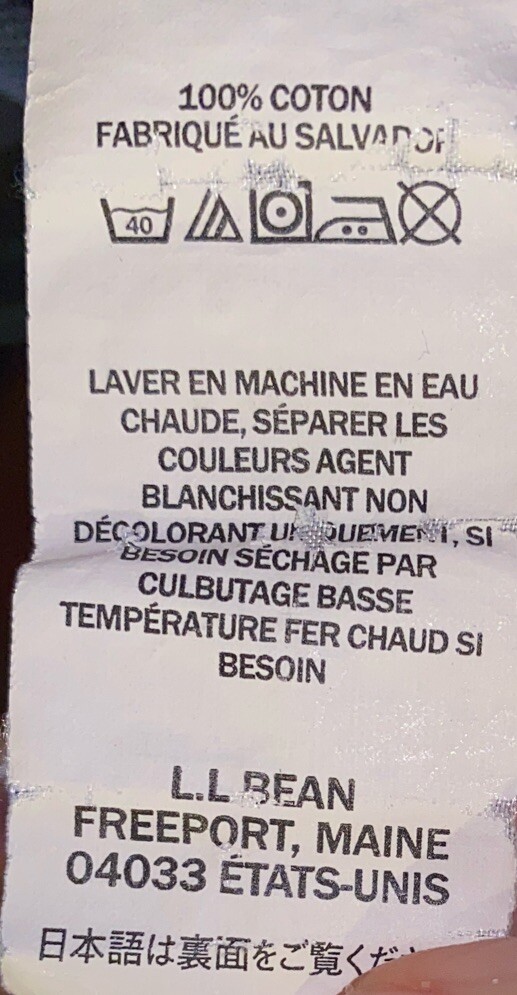 100% COTON
FABRIQUÉ AU SALVADOR
40
LAVER EN MACHINE EN EAU
CHAUDE, SÉPARER LES
COULEURS AGENT
BLANCHISSANT NON
DÉCOLORANT UNIQUEMENT, SI
BESOIN SÉCHAGE PAR
CULBUTAGE BASSE
TEMPÉRATURE FER CHAUD SI
BESOIN
L.L BEAN
FREEPORT, MAINE
04033 ÉTATS-UNIS
日本語は裏面をご覧くだ